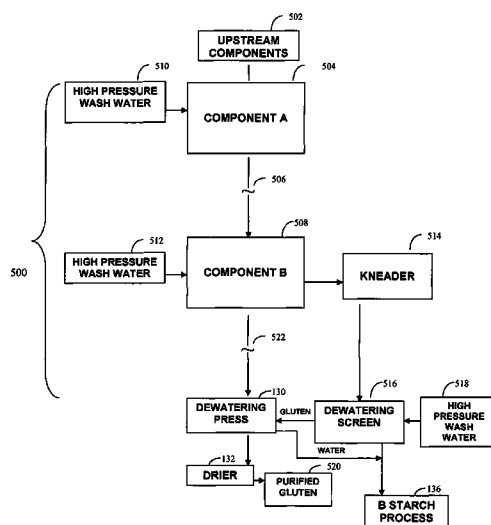 502
UPSTREAM
COMPONENTS
504
510
HIGH PRESSURE
WASH WATER
COMPONENT A
506
508
512
514
HIGH PRESSURE
WASH WATER
COMPONENT B
KNEADER
500
522
130
516
518
DEWATERING
PRESS
GLUTEN
DEWATERING
SCREEN
HIGH
PRESSURE
WASH
WATER
WATER
132
DRIER
520
PURIFIED
GLUTEN
136
B STARCH
PROCESS